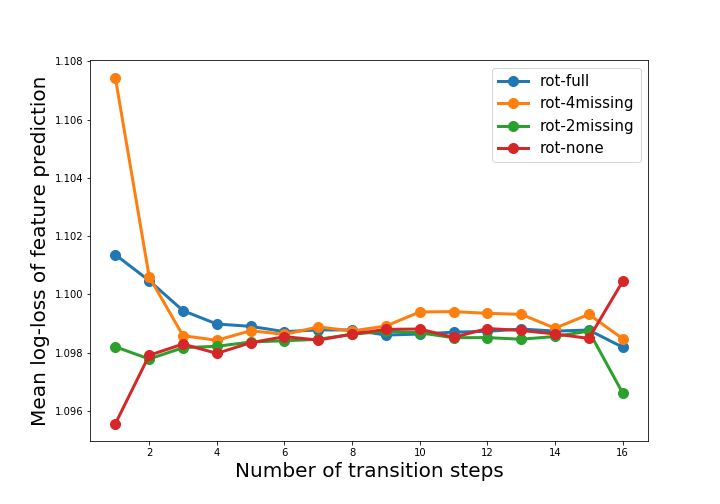 1.108
1.106
1.104
1.102
1.100
1.098
1.096
Mean log-loss of feature prediction
rot-full
rot-4missing
rot-2missing
rot-none
2 4 6 8 10 12 14 16
Number of transition steps